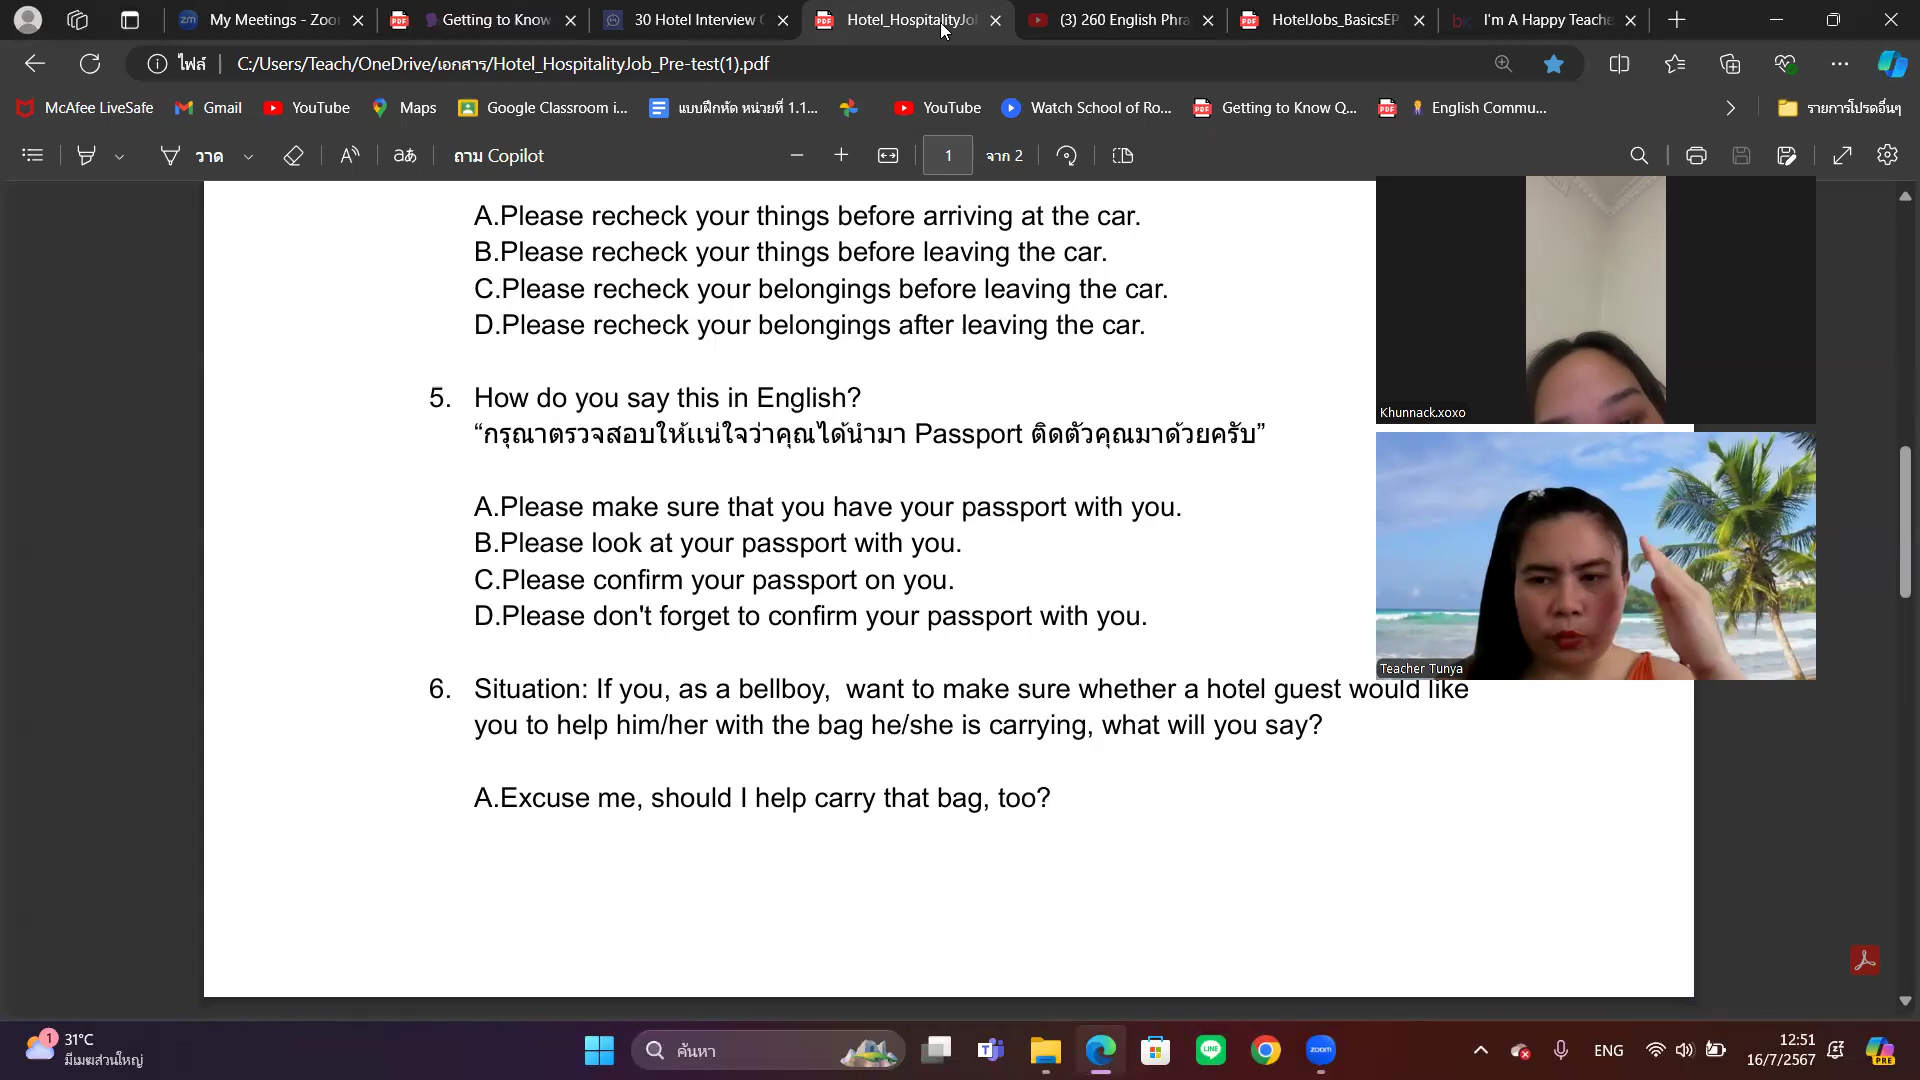 My Meetings - Zoo
Getting to Know
30 Hotel Interview
Hotel_HospitalityJo
(3) 260 English Phra
HotelJobs_BasicsEP
I'm A Happy Teache
ไฟล์ C:/Users/Teach/OneDrive/เอกสาร/Hotel_HospitalityJob_Pre-test(1).pdf
McAfee LiveSafe
Gmail
YouTube
Maps
Google Classroom i...
แบบฝึกหัด หน่วยที่ 1.1...
YouTube
Watch School of Ro...
Getting to Know Q...
English Commu...
รายการโปรดอื่นๆ
วาด
aあ
ถาม Copilot
1 จาก 2
A.Please recheck your things before arriving at the car.
B.Please recheck your things before leaving the car.
C.Please recheck your belongings before leaving the car.
D.Please recheck your belongings after leaving the car.
5. How do you say this in English?
“กรุณาตรวจสอบให้แน่ใจว่าคุณได้นำมา Passport ติดตัวคุณมาด้วยครับ”
A.Please make sure that you have your passport with you.
B.Please look at your passport with you.
C.Please confirm your passport on you.
D.Please don't forget to confirm your passport with you.
6. Situation: If you, as a bellboy, want to make sure whether a hotel guest would like
you to help him/her with the bag he/she is carrying, what will you say?
A.Excuse me, should I help carry that bag, too?
Khunnack.xoxo
Teacher Tunya
1
31°C
มีเมฆส่วนใหญ่
ค้นหา
LINE
zoom
ENG
12:51
16/7/2567
PRE